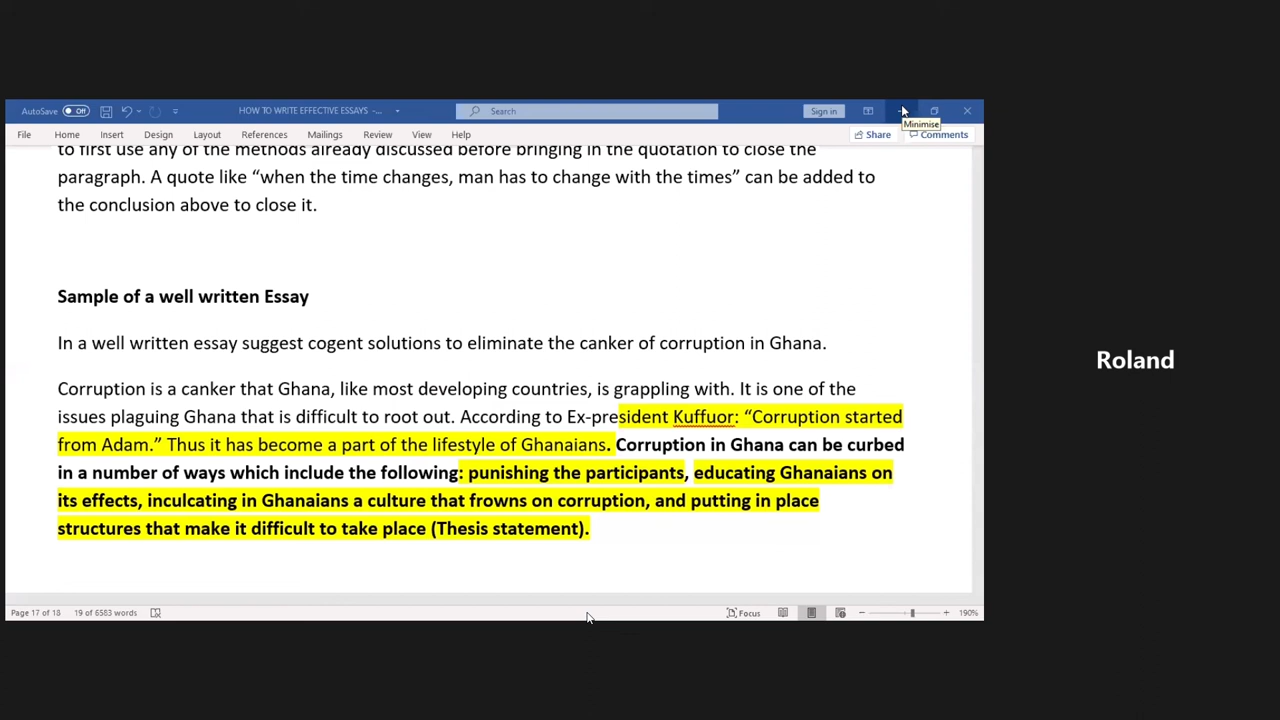 AutoSave Off HOW TO WRITE EFFECTIVE ESSAYS -... Search Sign in
Minimise
File Home Insert Design Layout References Mailings Review View Help Share Comments
to first use any of the methods already discussed before bringing in the quotation to close the
paragraph. A quote like “when the time changes, man has to change with the times” can be added to
the conclusion above to close it.
Sample of a well written Essay
In a well written essay suggest cogent solutions to eliminate the canker of corruption in Ghana.
Corruption is a canker that Ghana, like most developing countries, is grappling with. It is one of the
issues plaguing Ghana that is difficult to root out. According to Ex-president Kuffuor: “Corruption started
from Adam.” Thus it has become a part of the lifestyle of Ghanaians. Corruption in Ghana can be curbed
in a number of ways which include the following: punishing the participants, educating Ghanaians on
its effects, inculcating in Ghanaians a culture that frowns on corruption, and putting in place
structures that make it difficult to take place (Thesis statement).
Page 17 of 18 19 of 6583 words Focus 190%
Roland